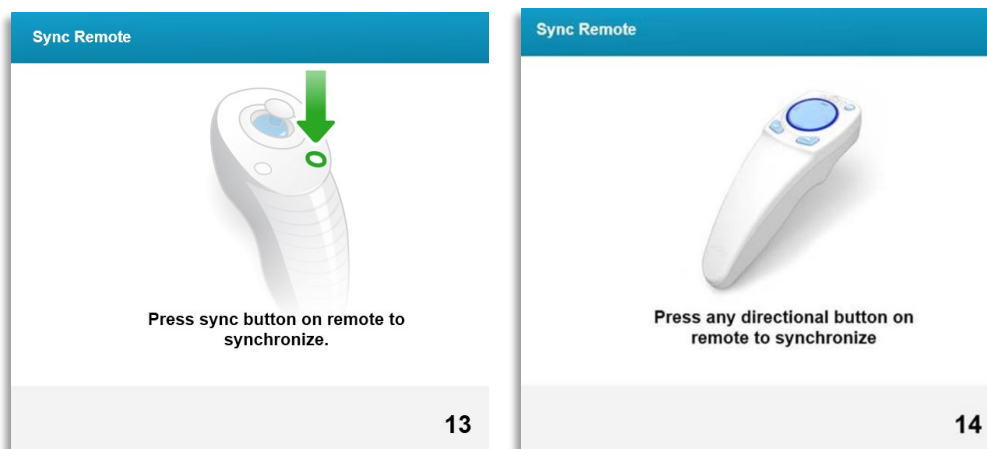 Sync Remote
Press sync button on remote to
synchronize.
13
Sync Remote
Press any directional button on
remote to synchronize
14